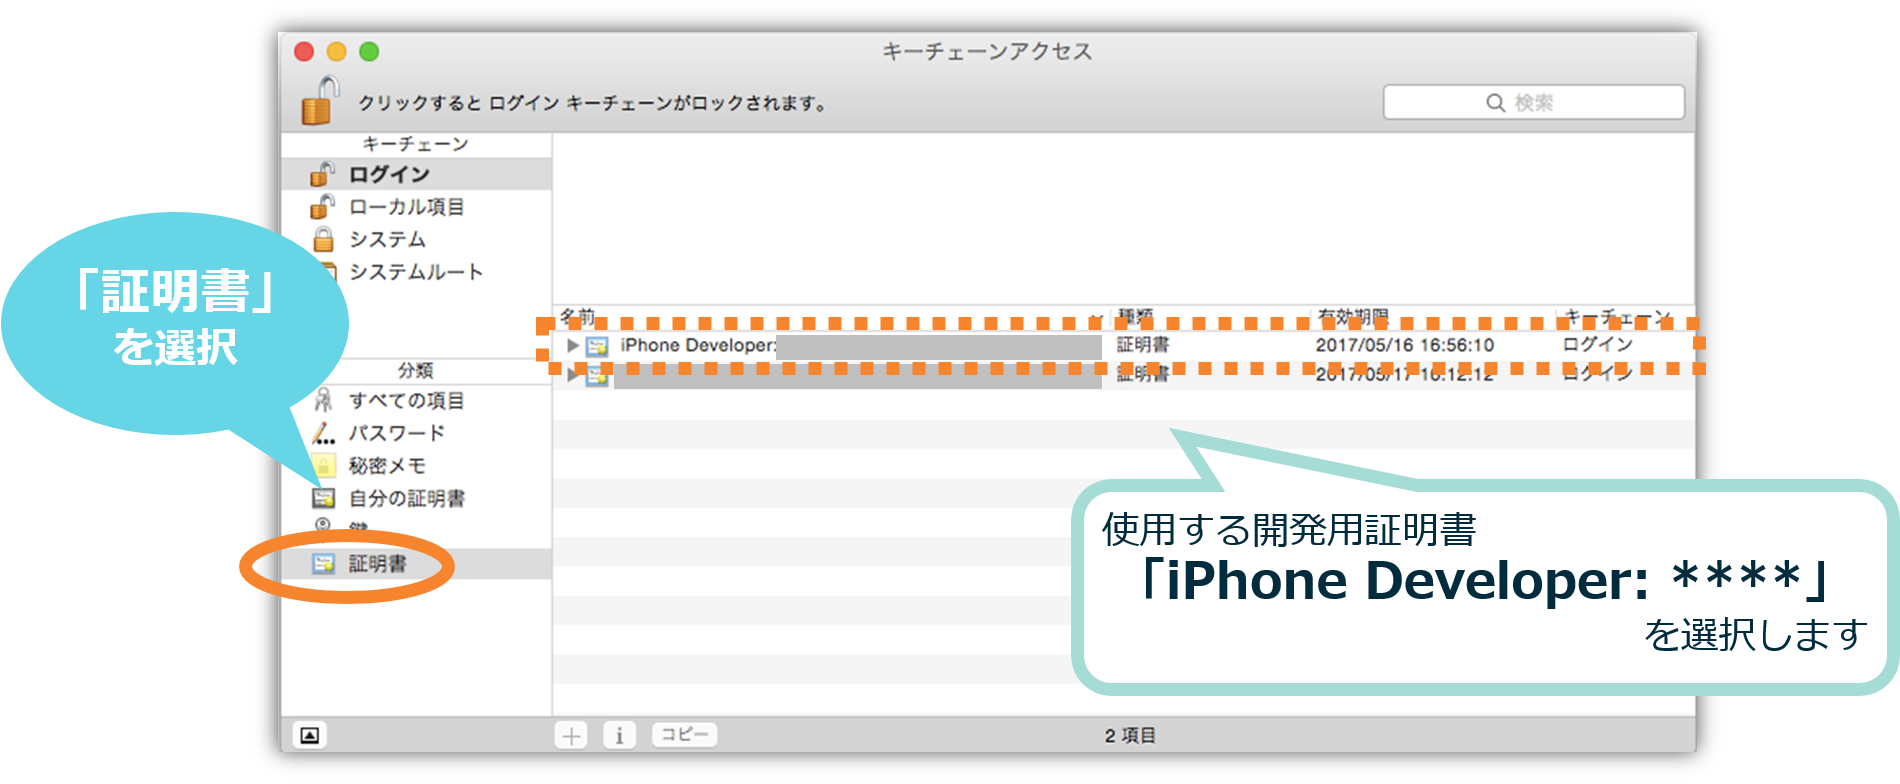 キーチェーンアクセス
クリックすると ログイン キーチェーンがロックされます。
検索
キーチェーン
ログイン
ローカル項目
システム
システムルート
「証明書」
を選択
分類
すべての項目
パスワード
秘密メモ
自分の証明書
鍵
証明書
名前 種類 有効期限 キーチェーン
iPhone Developer: 証明書 2017/05/16 16:56:10 ログイン
証明書 2017/05/17 16:12:12 ログイン
使用する開発用証明書
「iPhone Developer: ****」
を選択します
コピー
2 項目